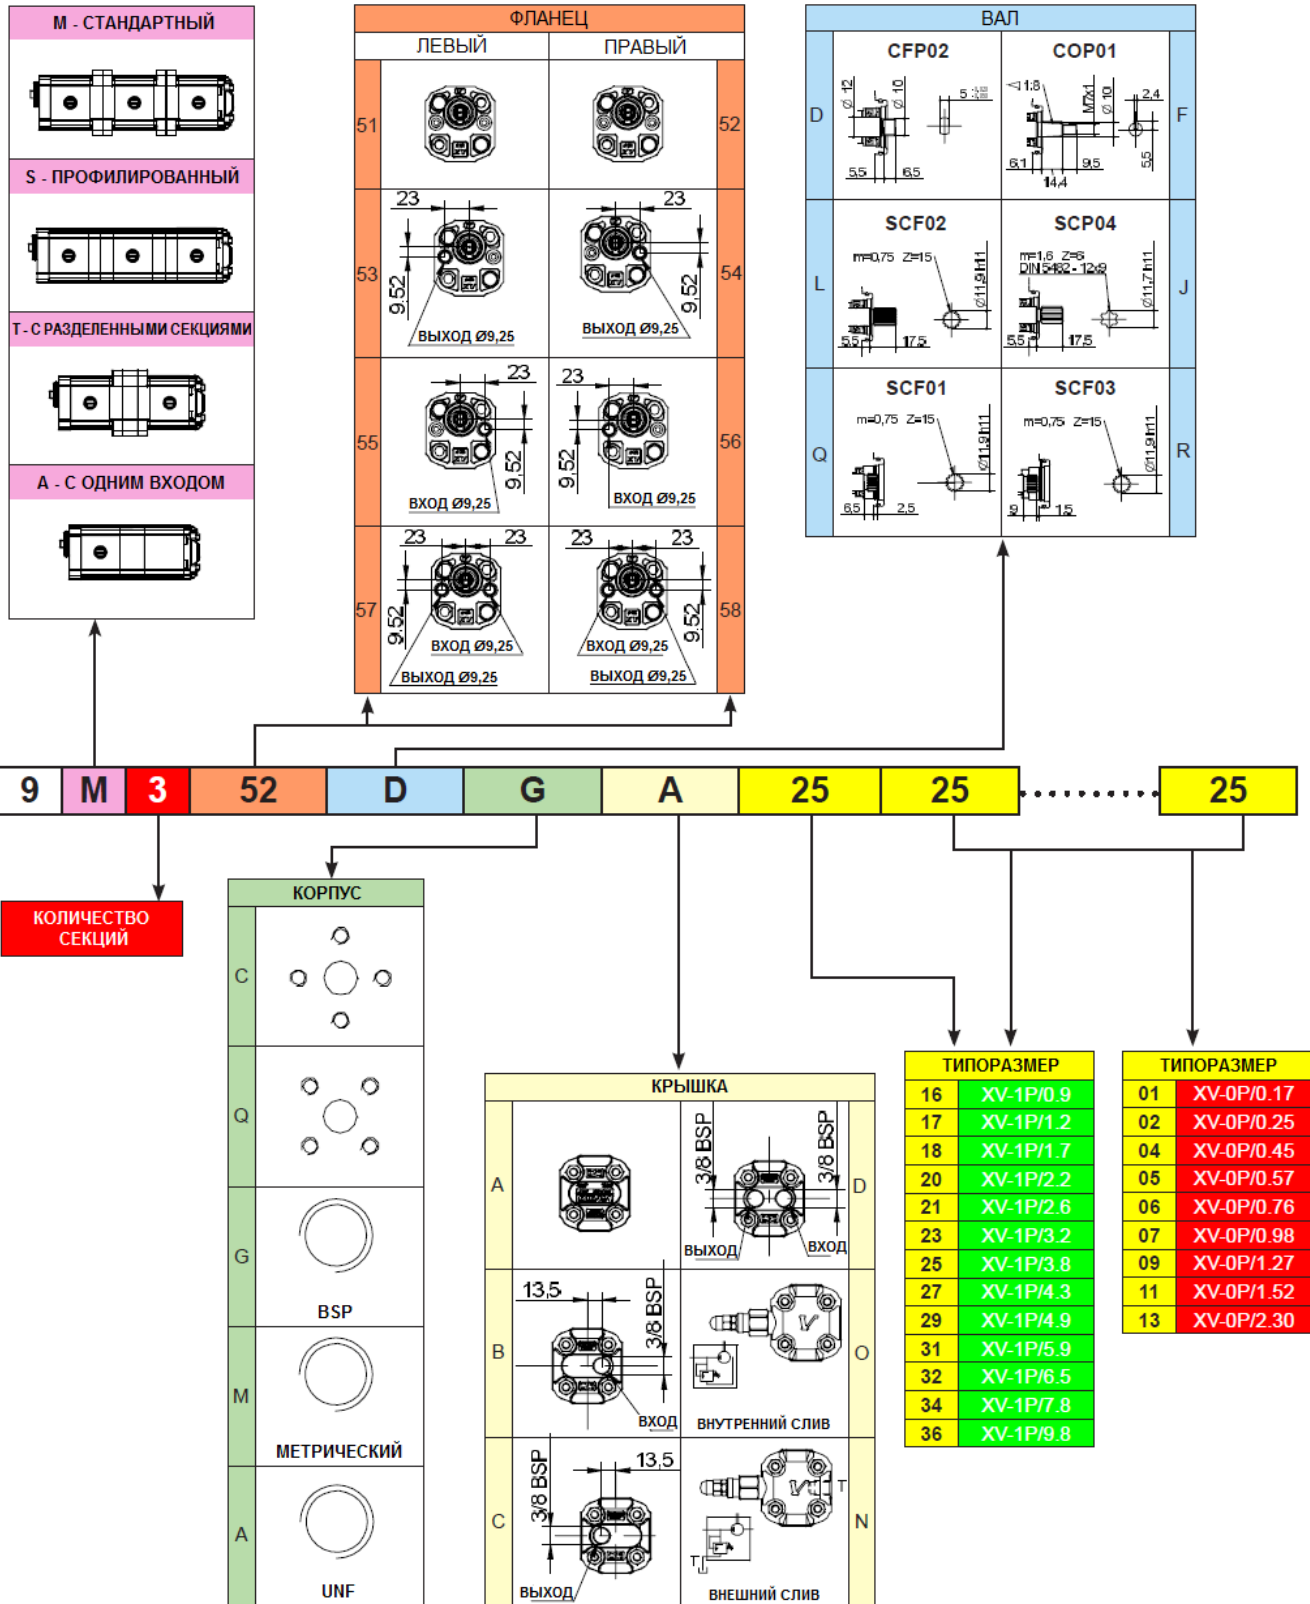 М - СТАНДАРТНЫЙ
S - ПРОФИЛИРОВАННЫЙ
Т - С РАЗДЕЛЕННЫМИ СЕКЦИЯМИ
А - С ОДНИМ ВХОДОМ
ФЛАНЕЦ
ЛЕВЫЙ ПРАВЫЙ
51 52
23 23
53 9.52 9,52 54
ВЫХОД Ø9,25 ВЫХОД Ø9,25
23 23
55 9,52 9,52 56
ВХОД Ø9,25 ВХОД Ø9,25
23 23 23 23
57 9.52 9.52 58
ВХОД Ø9,25 ВХОД Ø9,25
ВЫХОД Ø9,25 ВЫХОД Ø9,25
ВАЛ
CFP02 COP01
D F
Ø 12 Ø 10 5
5,5 6,5
1:8 M7x1 Ø 10 2,4
6,1 9,5 5,5
14,4
SCF02 SCP04
L J
m=0,75 Z=15 Ø11,9 h11
5,5 17,5
m=1,6 Z=6
DIN 5482 - 12x9
Ø11,7 h11
5,5 17,5
SCF01 SCF03
Q R
m=0,75 Z=15 Ø11,9 h11
6,5 2,5
m=0,75 Z=15 Ø11,9 h11
9 1,5
9 M 3 52 D G A 25 25 25
КОЛИЧЕСТВО
СЕКЦИЙ
КОРПУС
C
Q
G
BSP
M
МЕТРИЧЕСКИЙ
A
UNF
КРЫШКА
A
3/8 BSP 3/8 BSP D
ВЫХОД ВХОД
B
13,5 3/8 BSP
ВХОД
O
ВНУТРЕННИЙ СЛИВ
C
3/8 BSP 13,5
ВЫХОД
T N
T
ВНЕШНИЙ СЛИВ
ТИПОРАЗМЕР
16 XV-1P/0.9
17 XV-1P/1.2
18 XV-1P/1.7
20 XV-1P/2.2
21 XV-1P/2.6
23 XV-1P/3.2
25 XV-1P/3.8
27 XV-1P/4.3
29 XV-1P/4.9
31 XV-1P/5.9
32 XV-1P/6.5
34 XV-1P/7.8
36 XV-1P/9.8
ТИПОРАЗМЕР
01 XV-0P/0.17
02 XV-0P/0.25
04 XV-0P/0.45
05 XV-0P/0.57
06 XV-0P/0.76
07 XV-0P/0.98
09 XV-0P/1.27
11 XV-0P/1.52
13 XV-0P/2.30